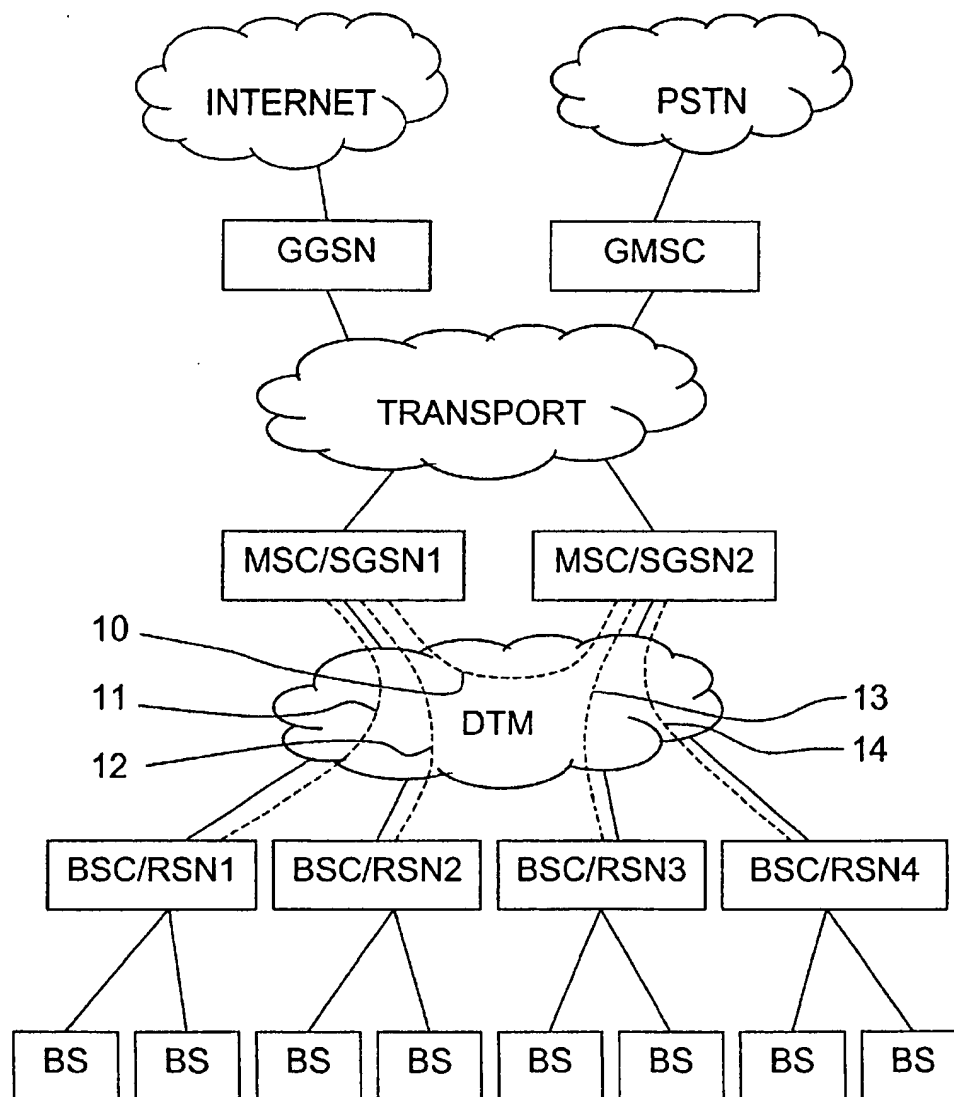 INTERNET PSTN
GGSN GMSC
TRANSPORT
MSC/SGSN1 MSC/SGSN2
10
11 DTM 13
12 14
BSC/RSN1 BSC/RSN2 BSC/RSN3 BSC/RSN4
BS BS BS BS BS BS BS BS